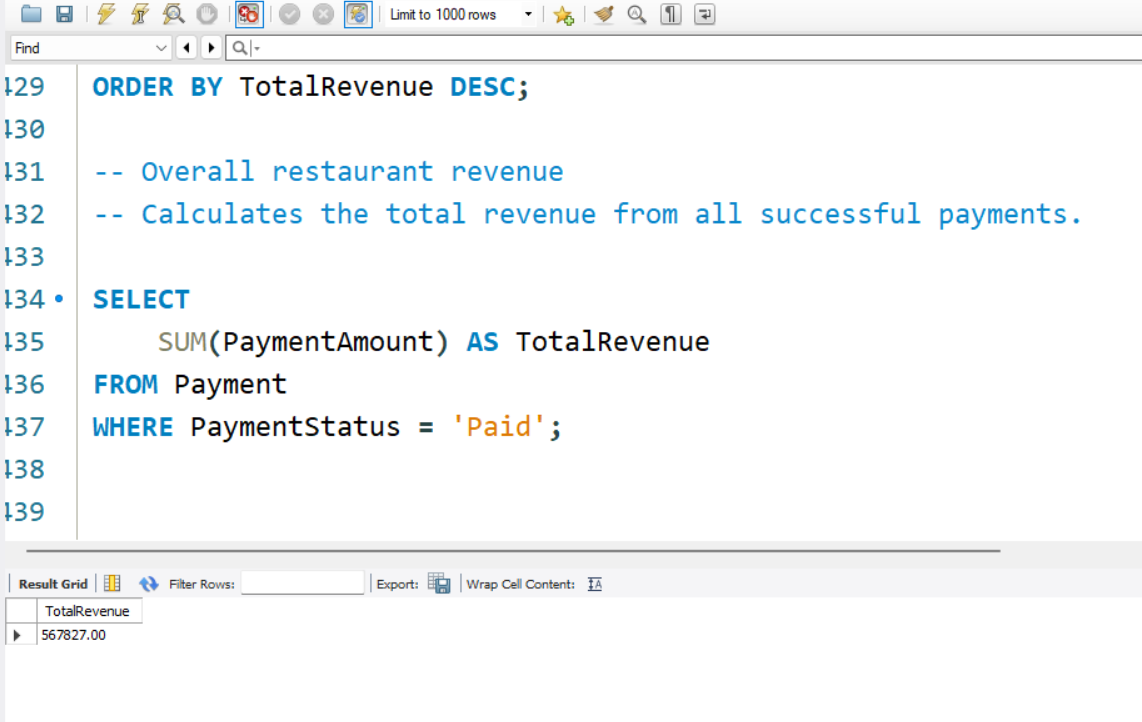 Limit to 1000 rows
Find
429 ORDER BY TotalRevenue DESC;
430
431 -- Overall restaurant revenue
432 -- Calculates the total revenue from all successful payments.
433
434 SELECT
435 SUM(PaymentAmount) AS TotalRevenue
436 FROM Payment
437 WHERE PaymentStatus = 'Paid';
438
439
Result Grid Filter Rows: Export: Wrap Cell Content:
TotalRevenue
567827.00